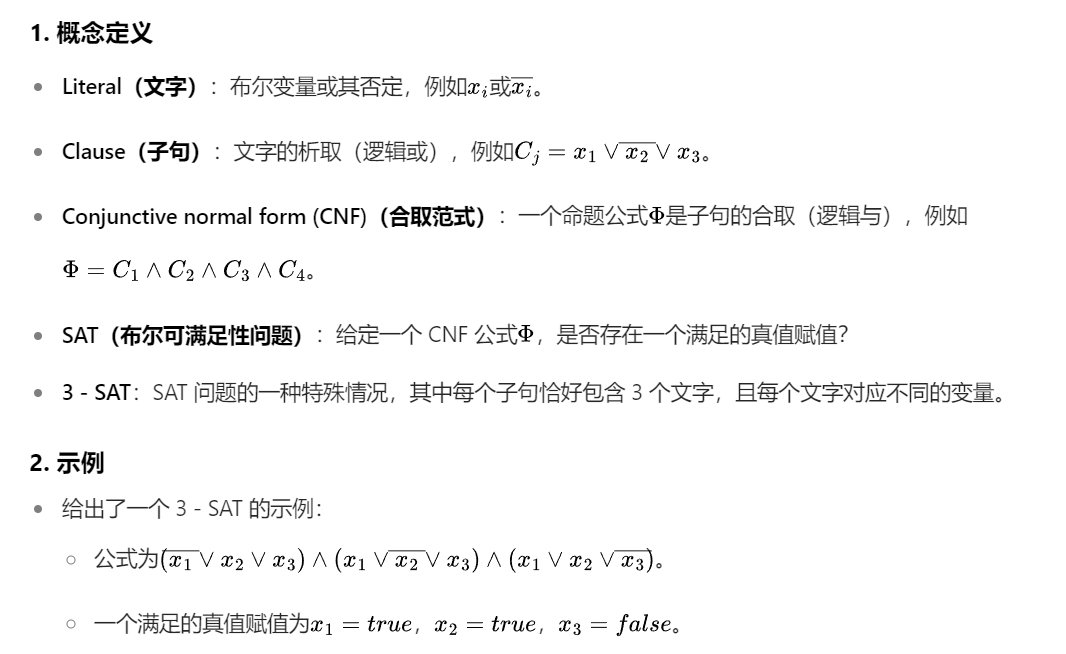 1. 概念定义
• Literal（文字）：布尔变量或其否定，例如$x_i$或$\overline{x_i}$。
• Clause（子句）：文字的析取（逻辑或），例如$C_j = x_1 \vee \overline{x_2} \vee x_3$。
• Conjunctive normal form (CNF)（合取范式）：一个命题公式$\Phi$是子句的合取（逻辑与），例如
$\Phi = C_1 \wedge C_2 \wedge C_3 \wedge C_4$。
• SAT（布尔可满足性问题）：给定一个 CNF 公式$\Phi$，是否存在一个满足的真值赋值？
• 3 - SAT：SAT 问题的一种特殊情况，其中每个子句恰好包含 3 个文字，且每个文字对应不同的变量。
2. 示例
• 给出了一个 3 - SAT 的示例：
○ 公式为$(\overline{x_1} \vee x_2 \vee x_3) \wedge (x_1 \vee \overline{x_2} \vee x_3) \wedge (x_1 \vee x_2 \vee \overline{x_3})$。
○ 一个满足的真值赋值为$x_1 = true$，$x_2 = true$，$x_3 = false$。